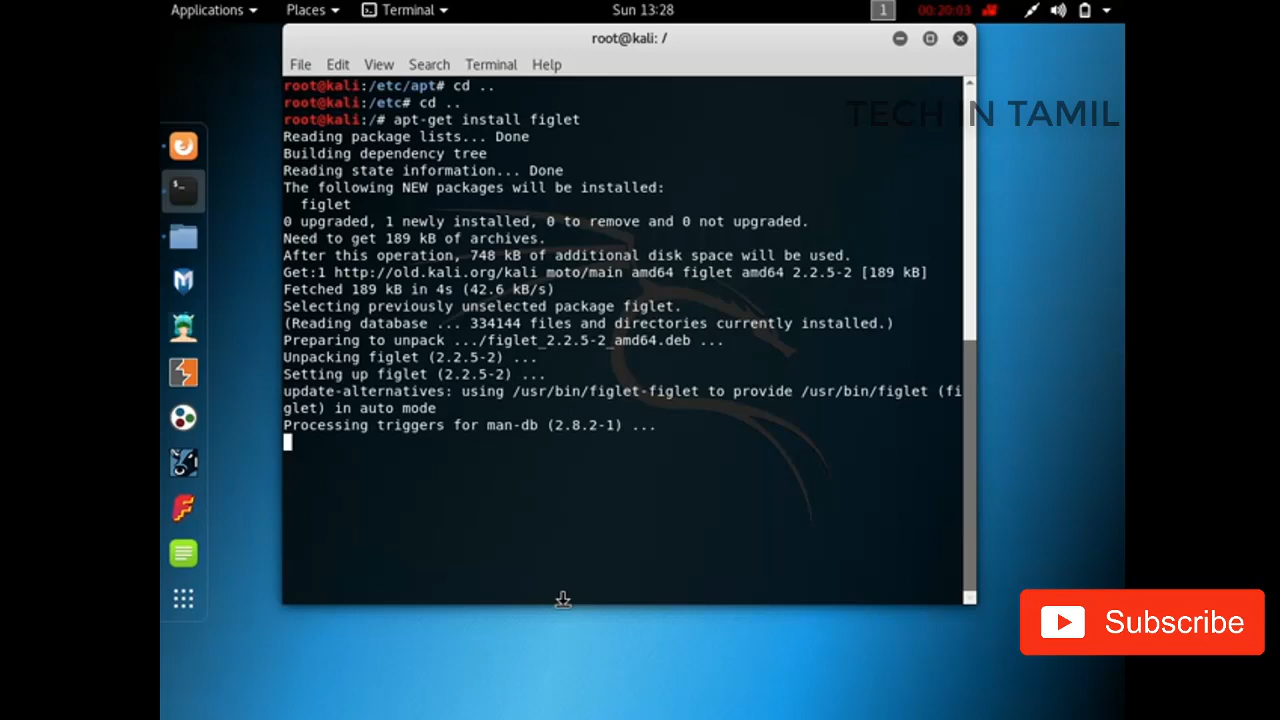 Applications Places Terminal Sun 13:28 1 00:20:03
root@kali: /
File Edit View Search Terminal Help
root@kali:/etc/apt# cd ..
root@kali:/etc# cd ..
root@kali:/# apt-get install figlet
TECH IN TAMIL
Reading package lists... Done
Building dependency tree
Reading state information... Done
The following NEW packages will be installed:
figlet
0 upgraded, 1 newly installed, 0 to remove and 0 not upgraded.
Need to get 189 kB of archives.
After this operation, 748 kB of additional disk space will be used.
Get:1 http://old.kali.org/kali moto/main amd64 figlet amd64 2.2.5-2 [189 kB]
Fetched 189 kB in 4s (42.6 kB/s)
Selecting previously unselected package figlet.
(Reading database ... 334144 files and directories currently installed.)
Preparing to unpack .../figlet_2.2.5-2_amd64.deb ...
Unpacking figlet (2.2.5-2) ...
Setting up figlet (2.2.5-2) ...
update-alternatives: using /usr/bin/figlet-figlet to provide /usr/bin/figlet (fi
glet) in auto mode
Processing triggers for man-db (2.8.2-1) ...
Subscribe